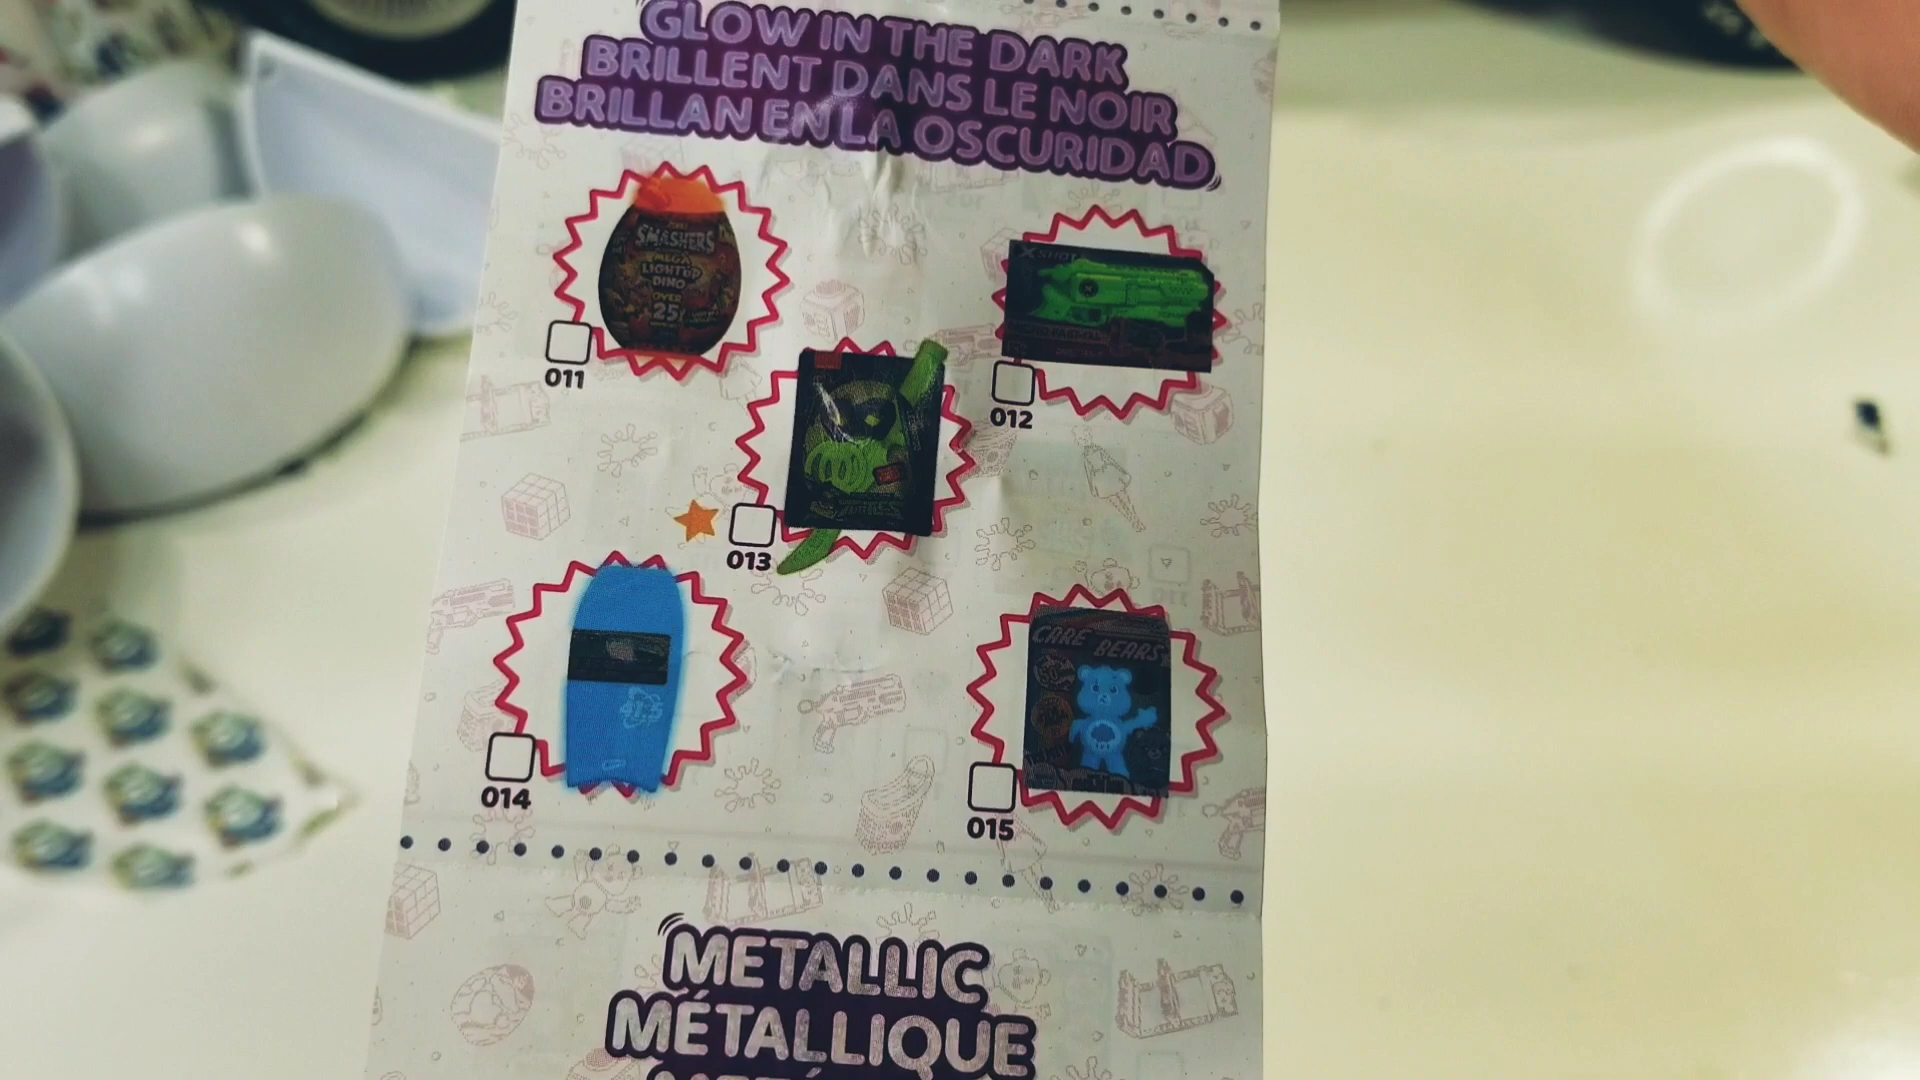 GLOW IN THE DARK
BRILLENT DANS LE NOIR
BRILLAN EN LA OSCURIDAD
SMASHERS
MEGA
LIGHT UP
DINO
OVER
25
011
X SHOT
012
013
014
CARE BEARS
015
METALLIC
MÉTALLIQUE